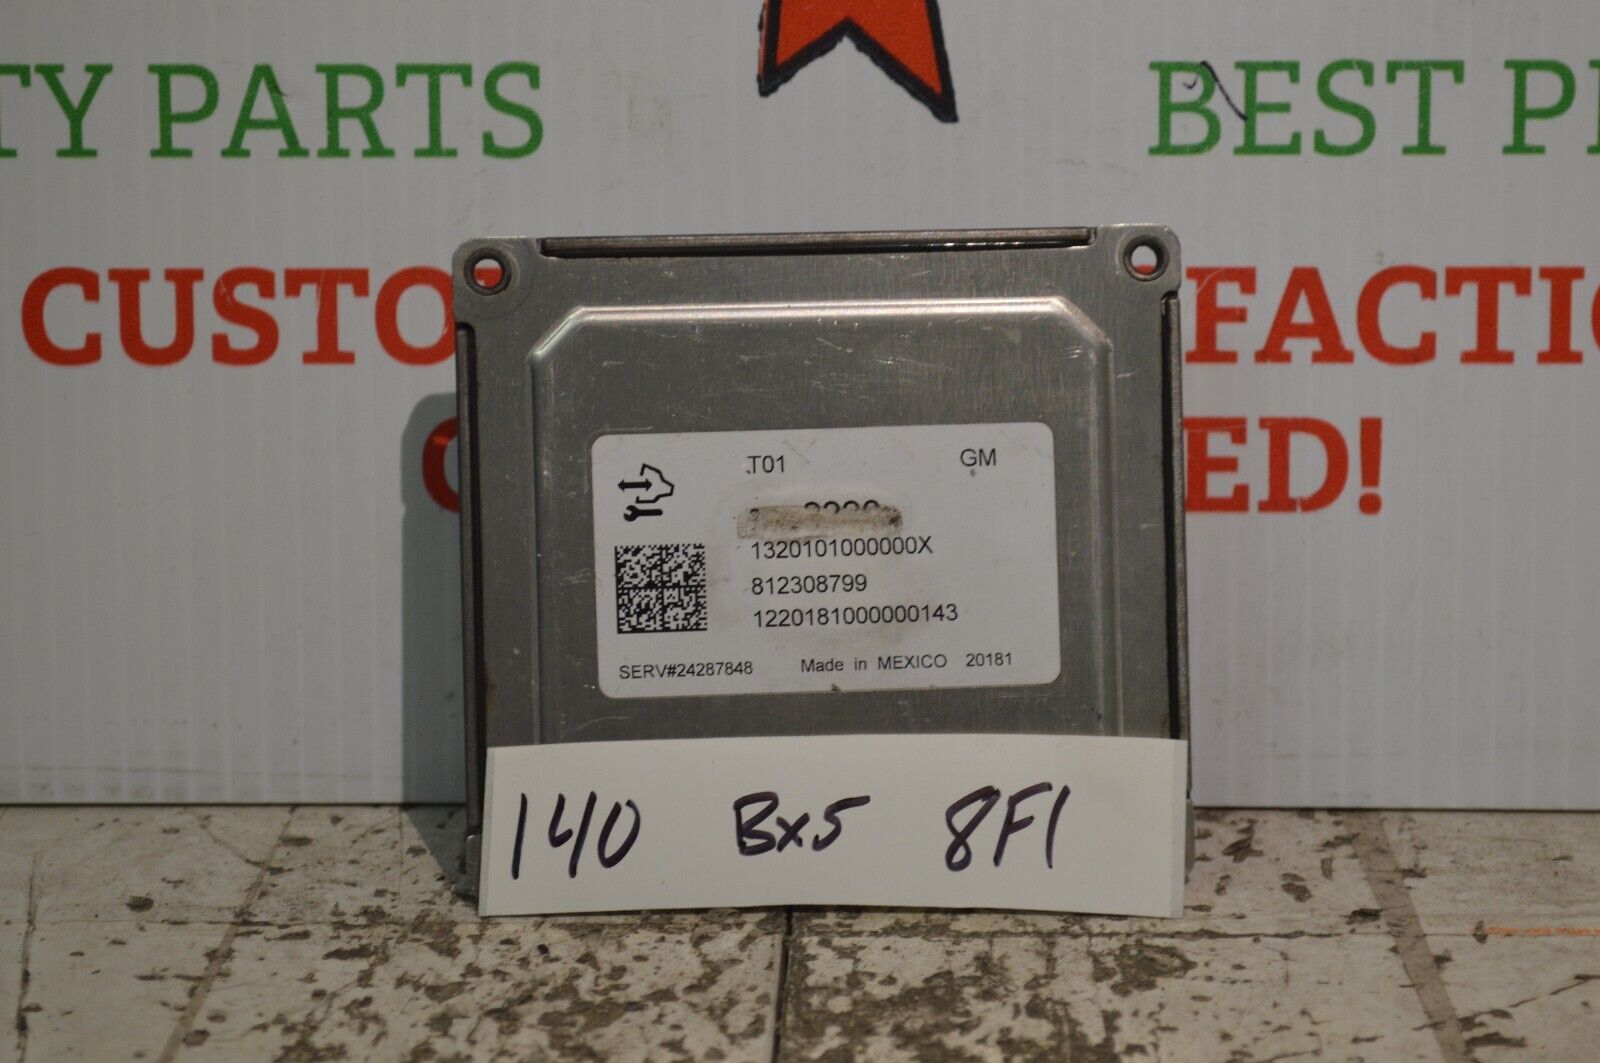 TY PARTS
BEST
CUSTO
FACTI
ED!
T01
GM
1320101000000X
812308799
1220181000000143
SERV#24287848
Made in MEXICO 20181
140 Bx5 8F1